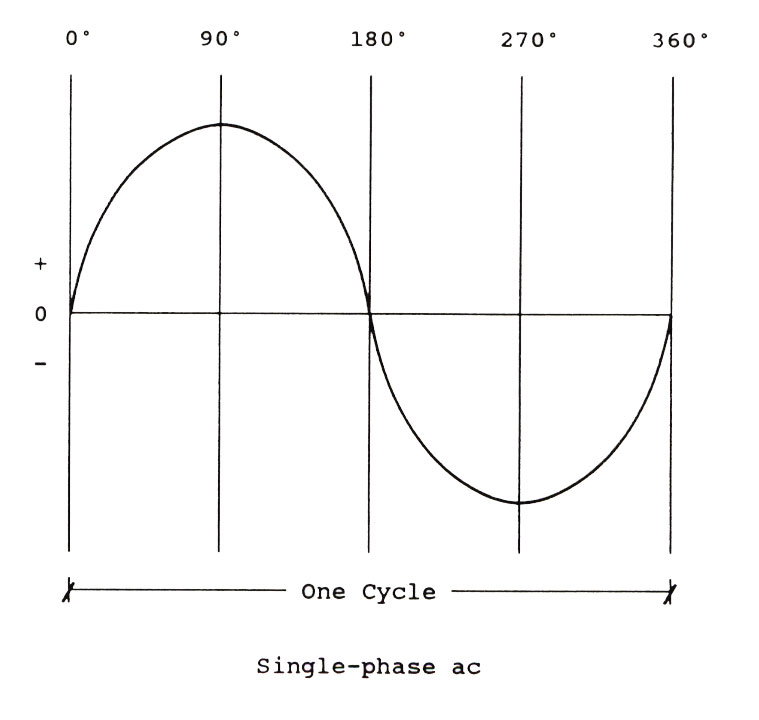 0° 90° 180° 270° 360°
+
0
-
One Cycle
Single-phase ac